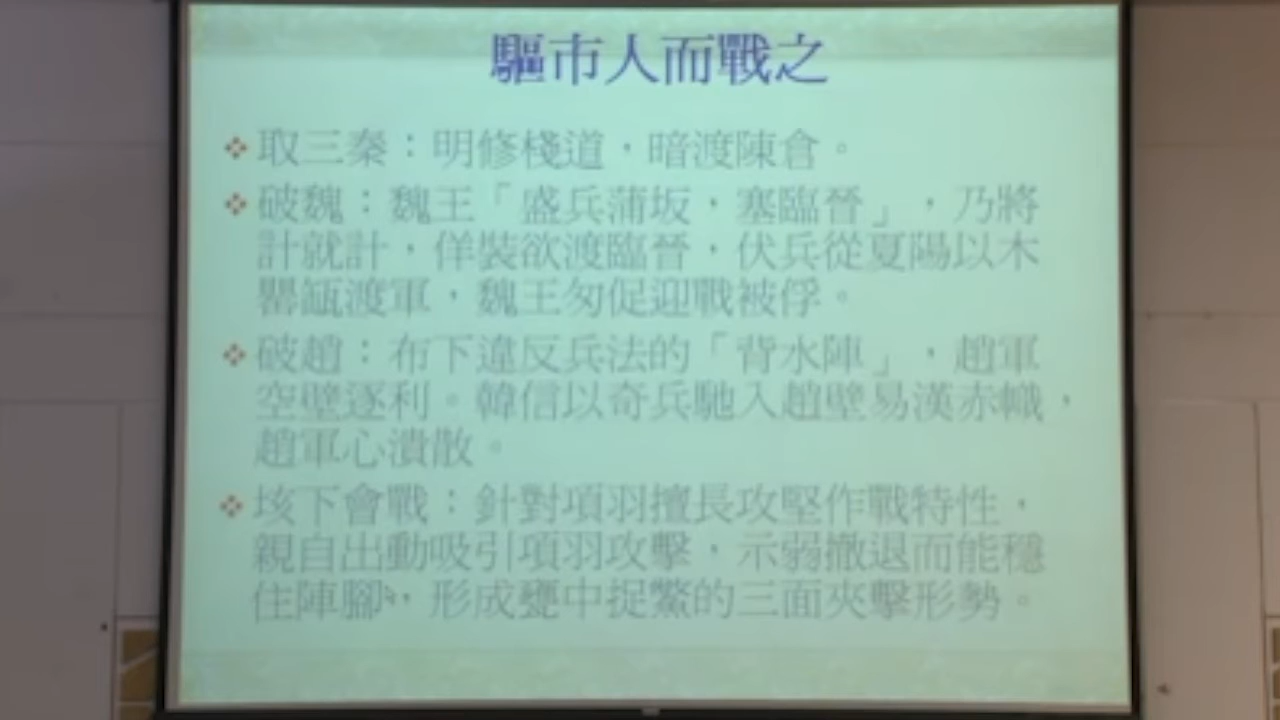 驅市人而戰之
取三秦：明修棧道，暗渡陳倉。
破魏：魏王「盛兵蒲坂，塞臨晉」，乃將
計就計，佯裝欲渡臨晉，伏兵從夏陽以木
罌缻渡軍，魏王匆促迎戰被俘。
破趙：布下違反兵法的「背水陣」，趙軍
空壁逐利。韓信以奇兵馳入趙壁易漢赤幟，
趙軍心潰散。
垓下會戰：針對項羽擅長攻堅作戰特性，
親自出動吸引項羽攻擊，示弱撤退而能穩
住陣腳，形成甕中捉鱉的三面夾擊形勢。